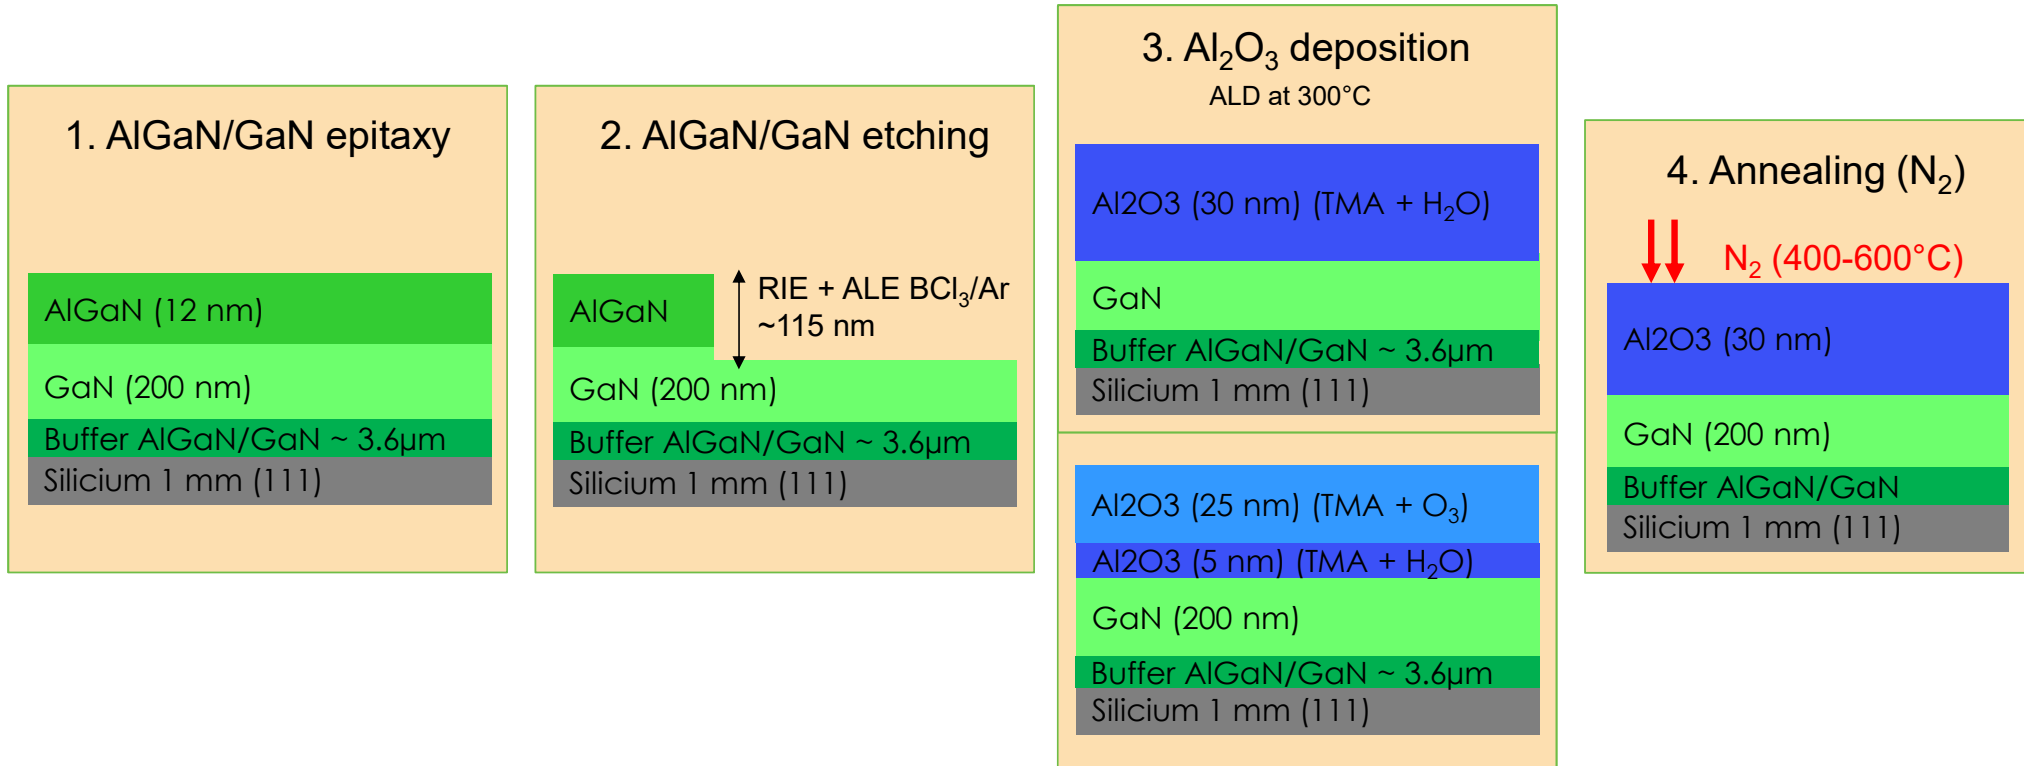 1. AlGaN/GaN epitaxy
AlGaN (12 nm)
GaN (200 nm)
Buffer AlGaN/GaN ~ 3.6µm
Silicium 1 mm (111)
2. AlGaN/GaN etching
RIE + ALE BCl₃/Ar
~115 nm
AlGaN
GaN (200 nm)
Buffer AlGaN/GaN ~ 3.6µm
Silicium 1 mm (111)
3. Al₂O₃ deposition
ALD at 300°C
Al2O3 (30 nm) (TMA + H₂O)
GaN
Buffer AlGaN/GaN ~ 3.6µm
Silicium 1 mm (111)
Al2O3 (25 nm) (TMA + O₃)
Al2O3 (5 nm) (TMA + H₂O)
GaN (200 nm)
Buffer AlGaN/GaN ~ 3.6µm
Silicium 1 mm (111)
4. Annealing (N₂)
N₂ (400-600°C)
Al2O3 (30 nm)
GaN (200 nm)
Buffer AlGaN/GaN
Silicium 1 mm (111)